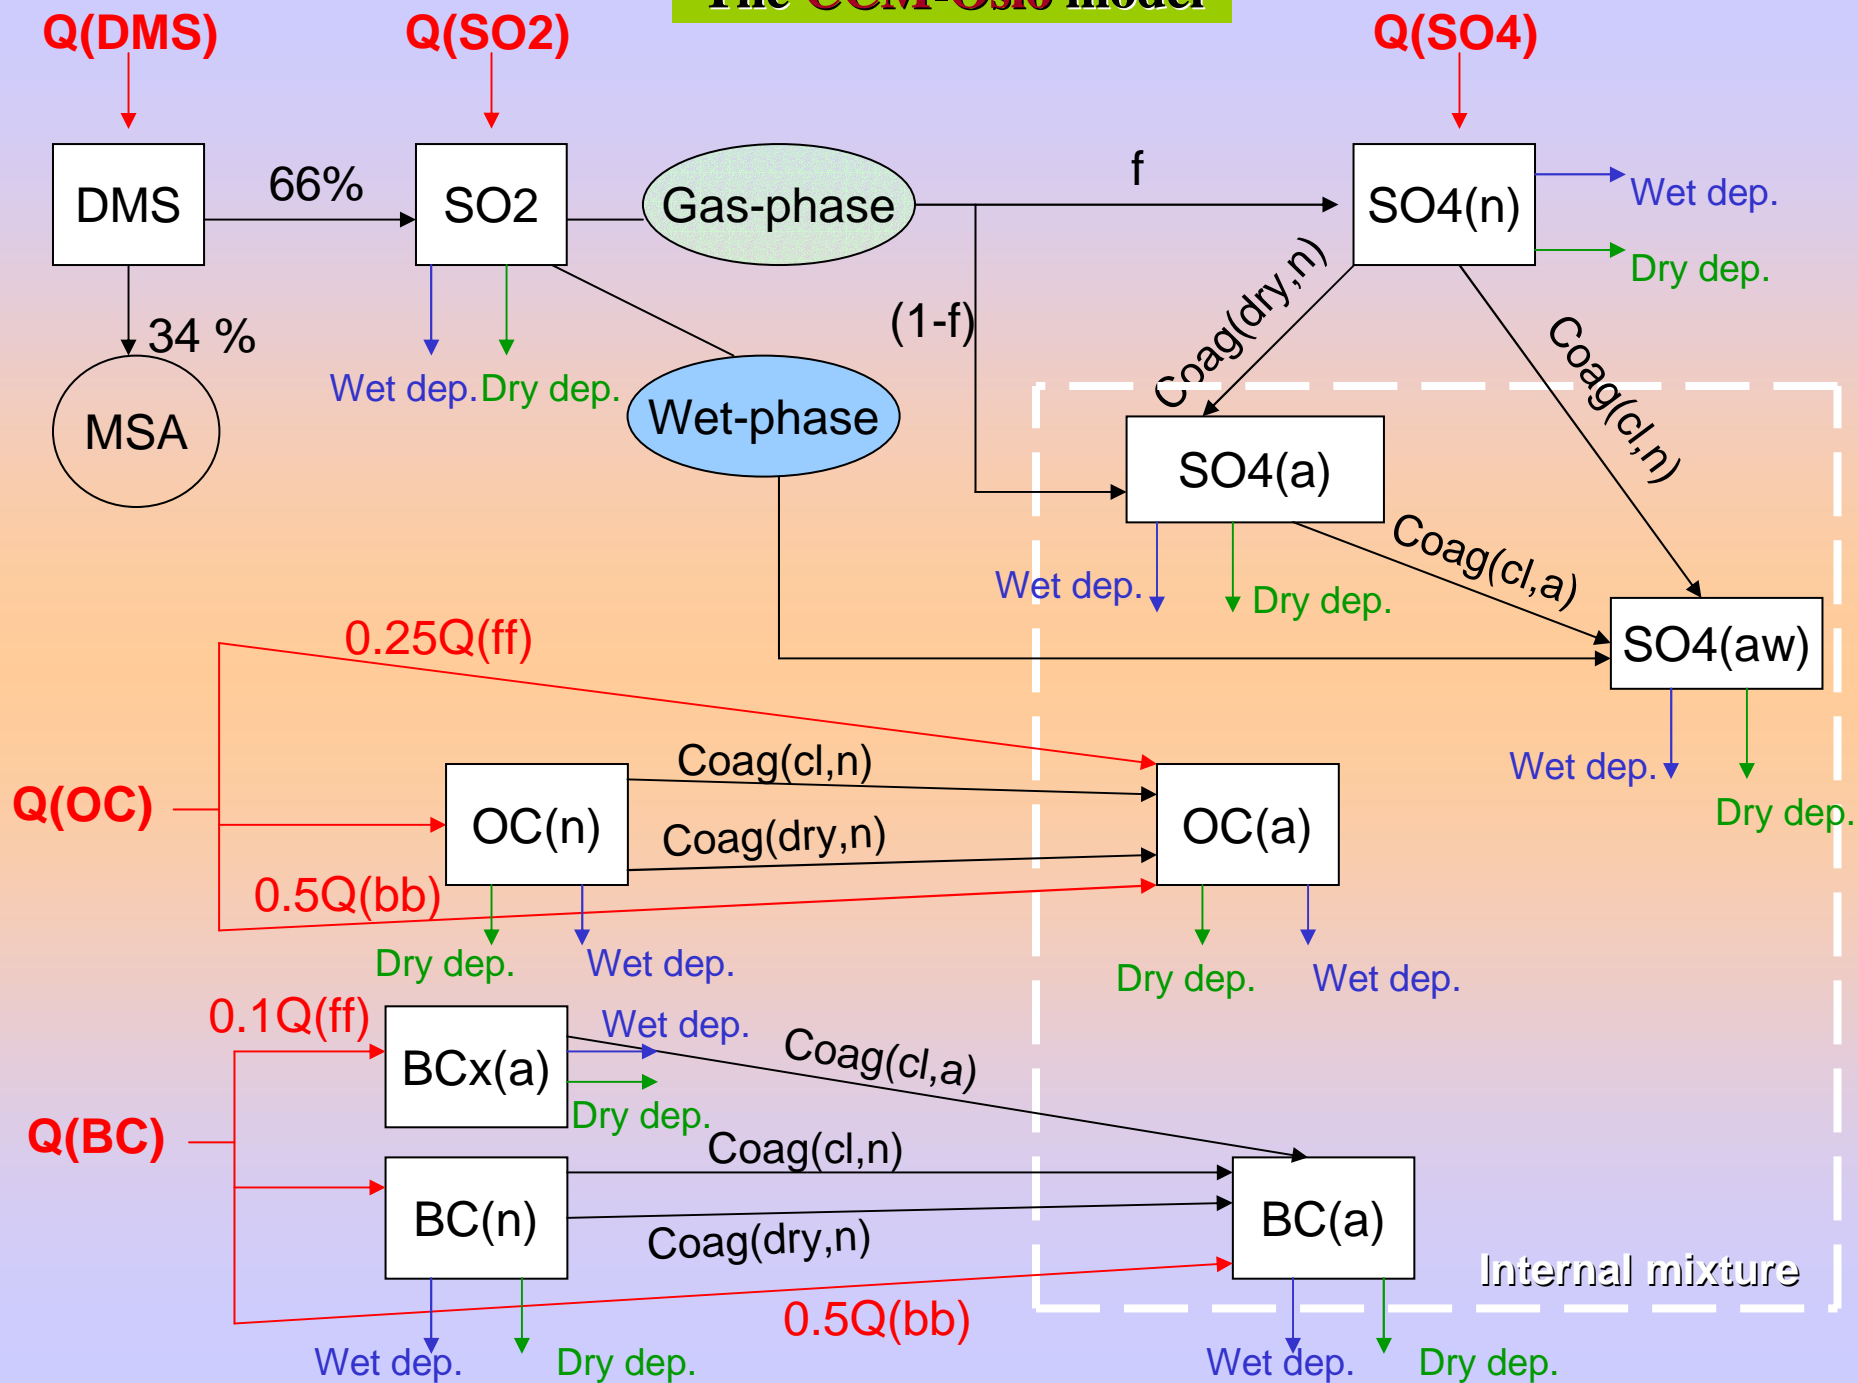 The CCM-Oslo model
Q(DMS)
Q(SO2)
Q(SO4)
DMS
66%
SO2
Gas-phase
f
SO4(n)
Wet dep.
Dry dep.
34 %
MSA
Wet dep.
Dry dep.
Wet-phase
(1-f)
Coag(dry,n)
Coag(cl,n)
SO4(a)
Coag(cl,a)
Wet dep.
Dry dep.
SO4(aw)
Wet dep.
Dry dep.
0.25Q(ff)
Q(OC)
OC(n)
Coag(cl,n)
Coag(dry,n)
OC(a)
0.5Q(bb)
Dry dep.
Wet dep.
Dry dep.
Wet dep.
0.1Q(ff)
BCx(a)
Wet dep.
Dry dep.
Coag(cl,a)
Q(BC)
BC(n)
Coag(cl,n)
Coag(dry,n)
BC(a)
Internal mixture
0.5Q(bb)
Wet dep.
Dry dep.
Wet dep.
Dry dep.